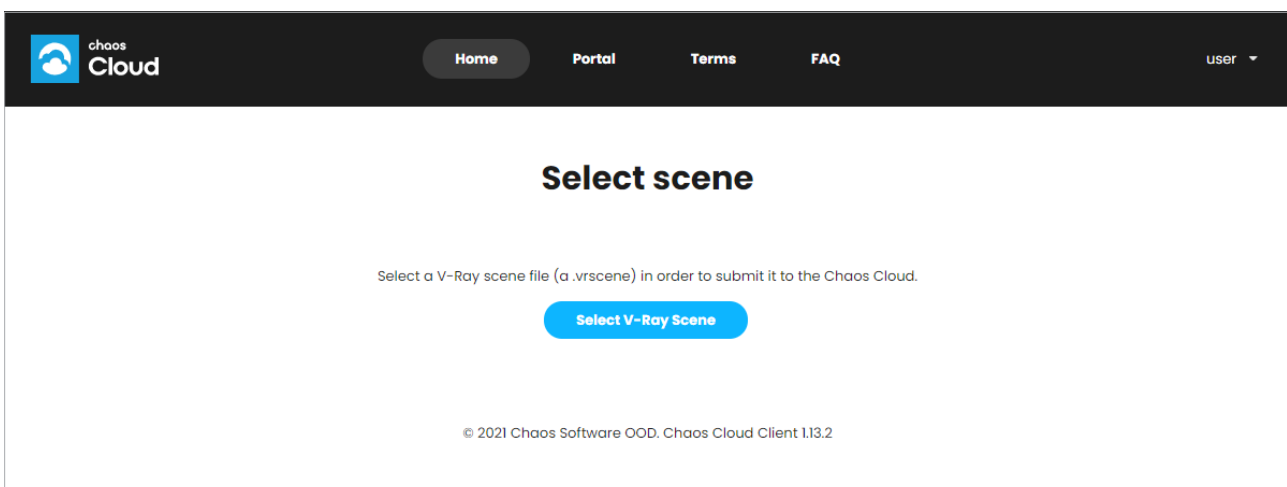 chaos
Cloud
Home Portal Terms FAQ user
Select scene
Select a V-Ray scene file (a .vrscene) in order to submit it to the Chaos Cloud.
Select V-Ray Scene
© 2021 Chaos Software OOD. Chaos Cloud Client 1.13.2